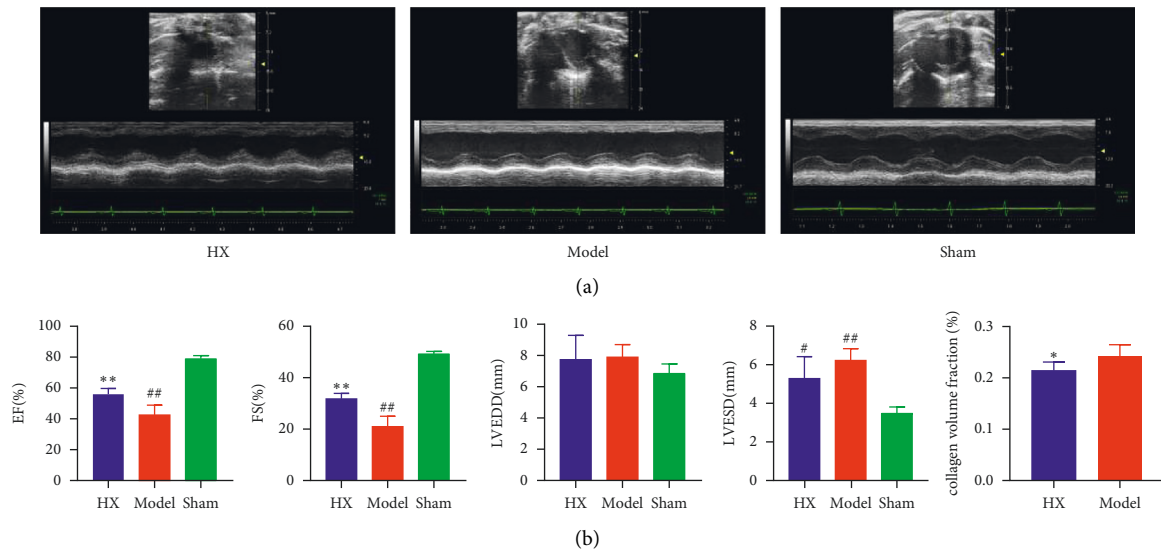 HX
Model
Sham
(a)
EF(%)
100
80
60
40
20
0
**
##
HX Model Sham
FS(%)
60
40
20
0
**
##
HX Model Sham
LVEDD(mm)
10
8
6
4
2
0
HX Model Sham
LVESD(mm)
8
6
4
2
0
#
##
HX Model Sham
collagen volume fraction (%)
0.3
0.2
0.1
0.0
*
HX Model
(b)